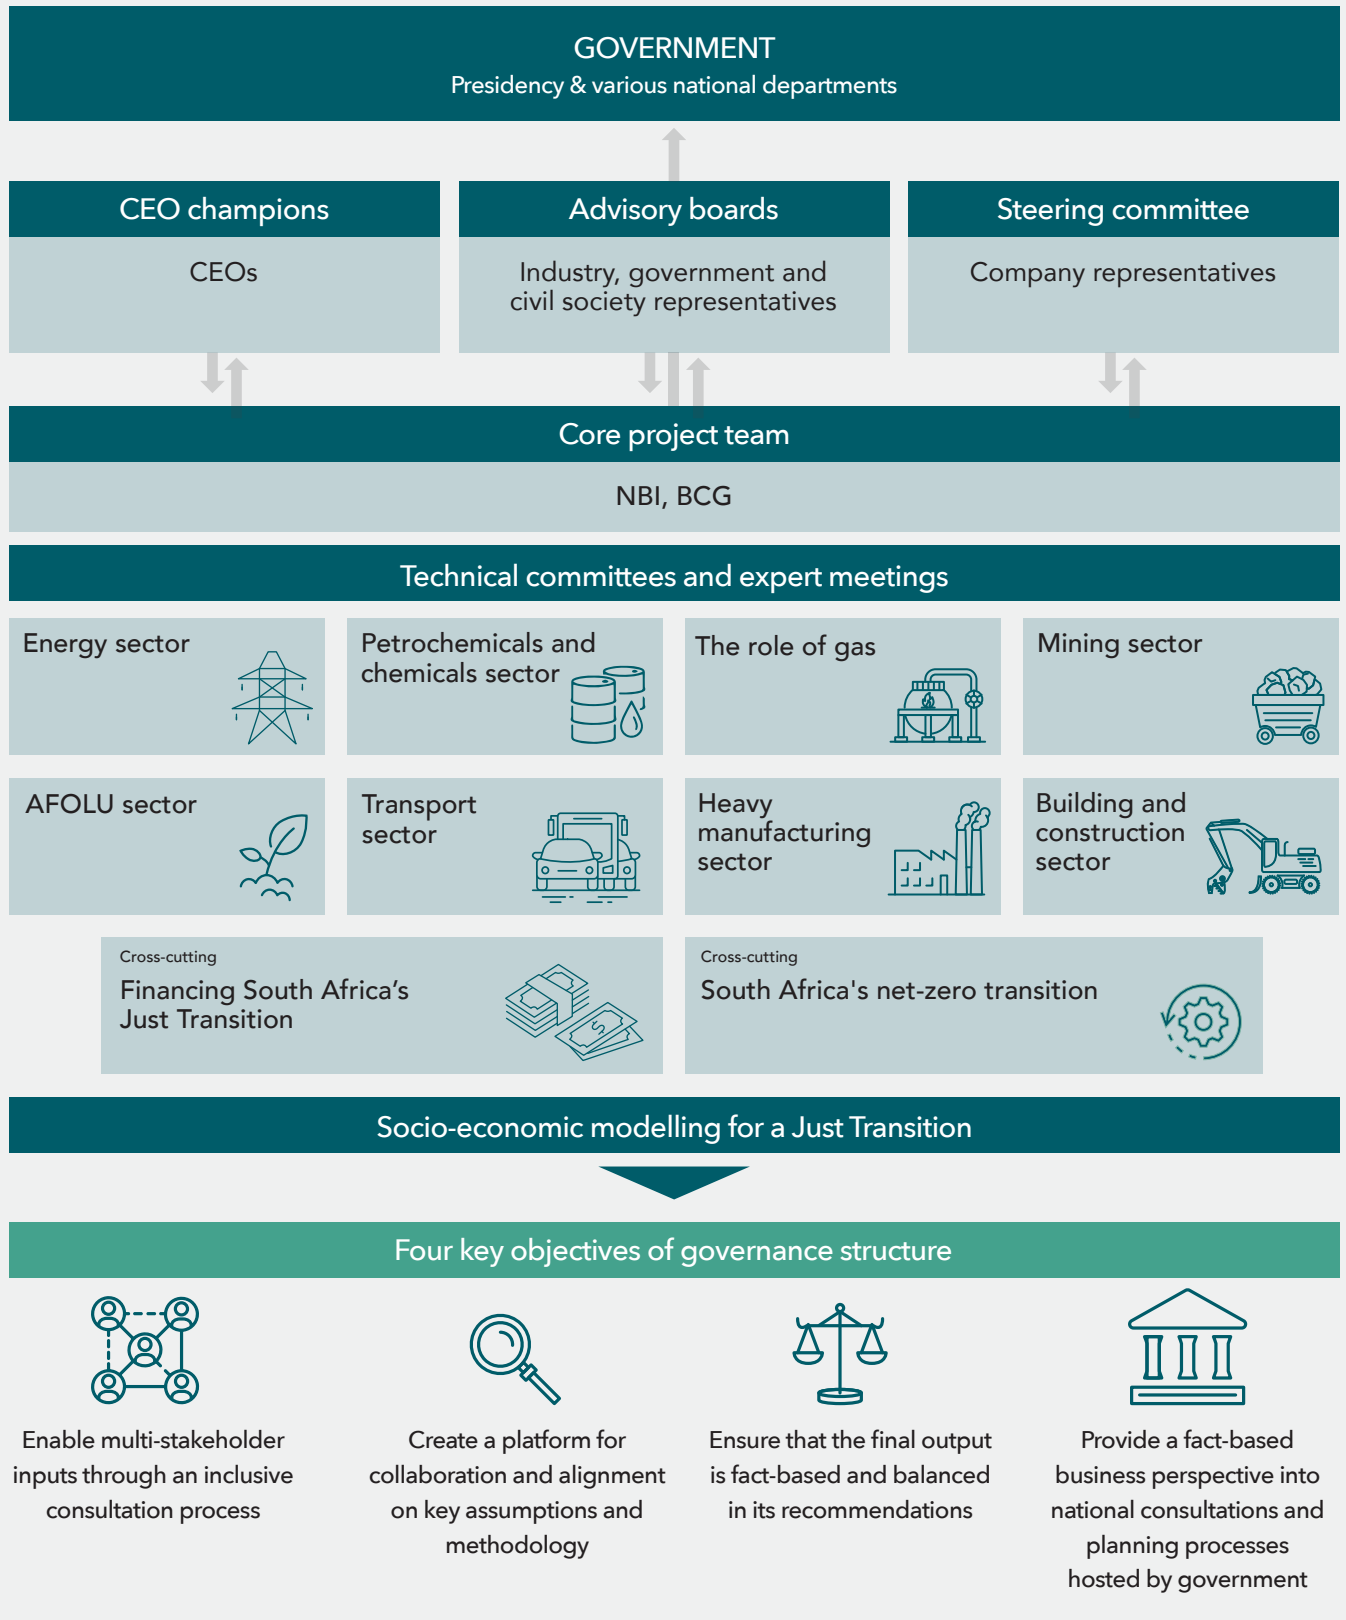 GOVERNMENT
Presidency & various national departments
CEO champions
CEOs
Advisory boards
Industry, government and
civil society representatives
Steering committee
Company representatives
Core project team
NBI, BCG
Technical committees and expert meetings
Energy sector
Petrochemicals and
chemicals sector
The role of gas
Mining sector
AFOLU sector
Transport
sector
Heavy
manufacturing
sector
Building and
construction
sector
Cross-cutting
Financing South Africa’s
Just Transition
Cross-cutting
South Africa's net-zero transition
Socio-economic modelling for a Just Transition
Four key objectives of governance structure
Enable multi-stakeholder
inputs through an inclusive
consultation process
Create a platform for
collaboration and alignment
on key assumptions and
methodology
Ensure that the final output
is fact-based and balanced
in its recommendations
Provide a fact-based
business perspective into
national consultations and
planning processes
hosted by government